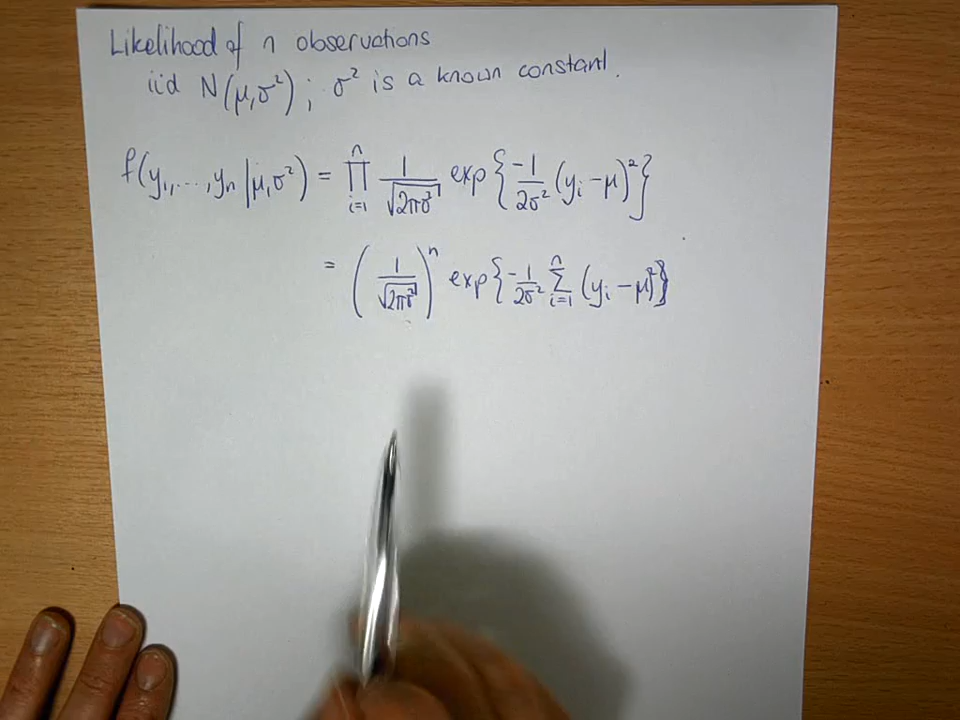 Likelihood of n observations
iid N(μ,σ²); σ² is a known constant.
f(y₁,...,yₙ|μ,σ²) = ∏ᵢ₌₁ⁿ 1/√(2πσ²) exp{-1/2σ² (yᵢ-μ)²}
= (1/√(2πσ²))ⁿ exp{-1/2σ² ∑ᵢ₌₁ⁿ (yᵢ-μ)²}